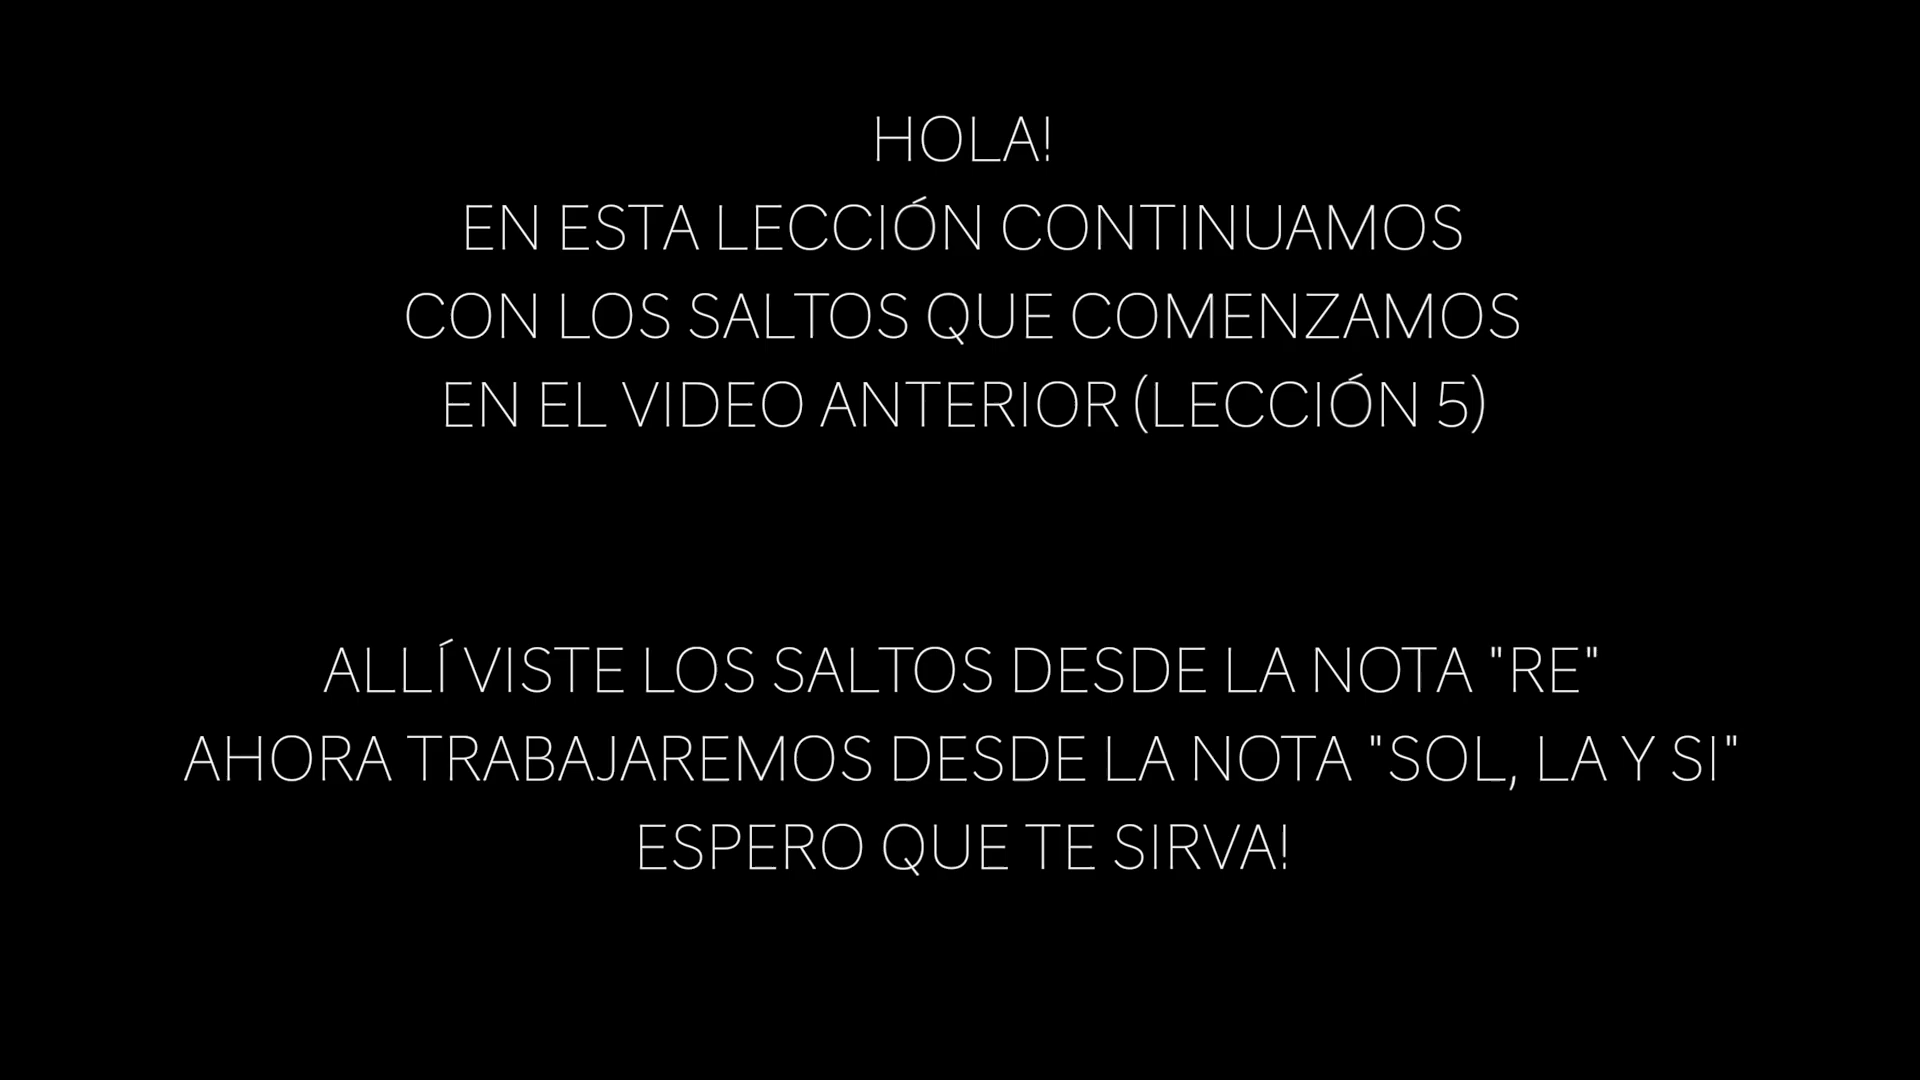 HOLA!
EN ESTA LECCIÓN CONTINUAMOS
CON LOS SALTOS QUE COMENZAMOS
EN EL VIDEO ANTERIOR (LECCIÓN 5)
ALLÍ VISTE LOS SALTOS DESDE LA NOTA "RE"
AHORA TRABAJAREMOS DESDE LA NOTA "SOL, LA Y SI"
ESPERO QUE TE SIRVA!